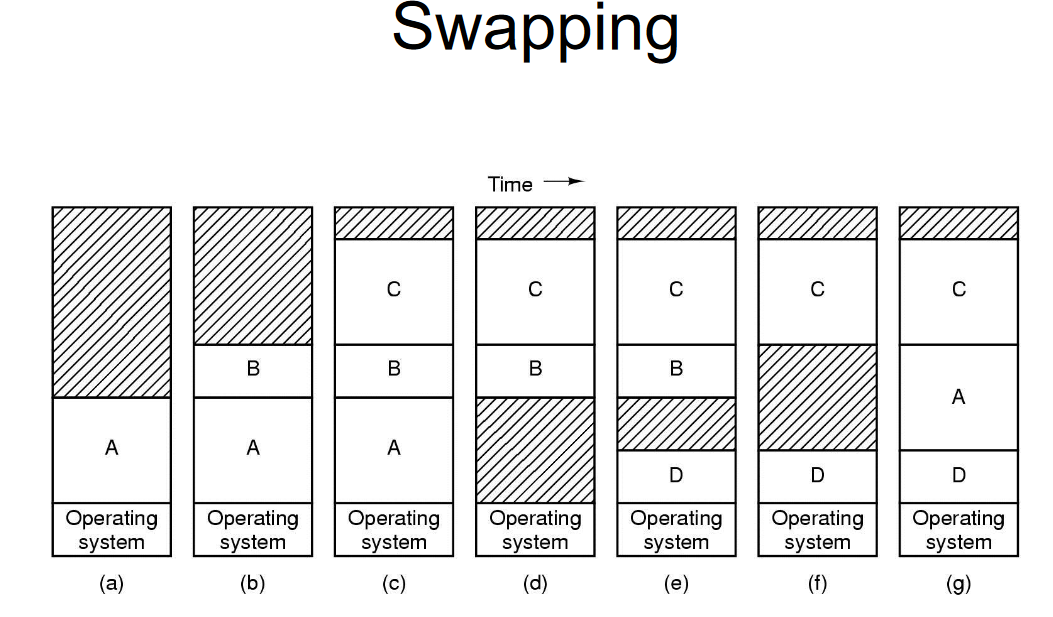 Swapping
Time
C
C
C
C
C
B
B
B
B
A
A
A
A
D
D
D
Operating
system
Operating
system
Operating
system
Operating
system
Operating
system
Operating
system
Operating
system
(a)
(b)
(c)
(d)
(e)
(f)
(g)